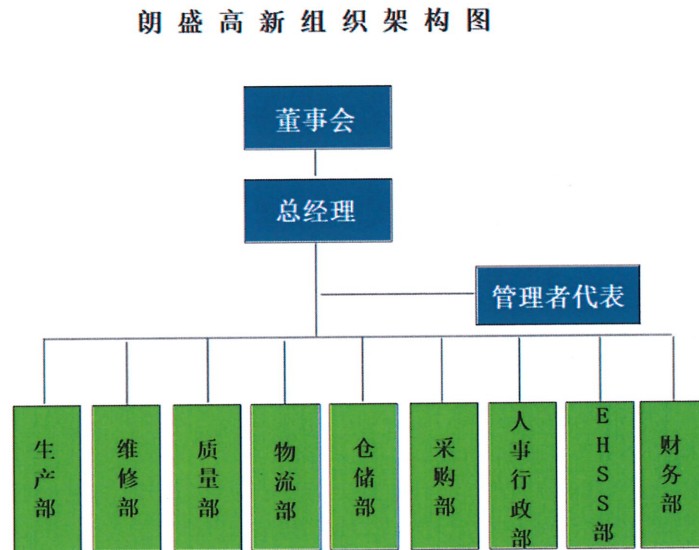 朗盛高新组织架构图
董事会
总经理
管理者代表
生产部
维修部
质量部
物流部
仓储部
采购部
人事行政部
EHSS部
财务部